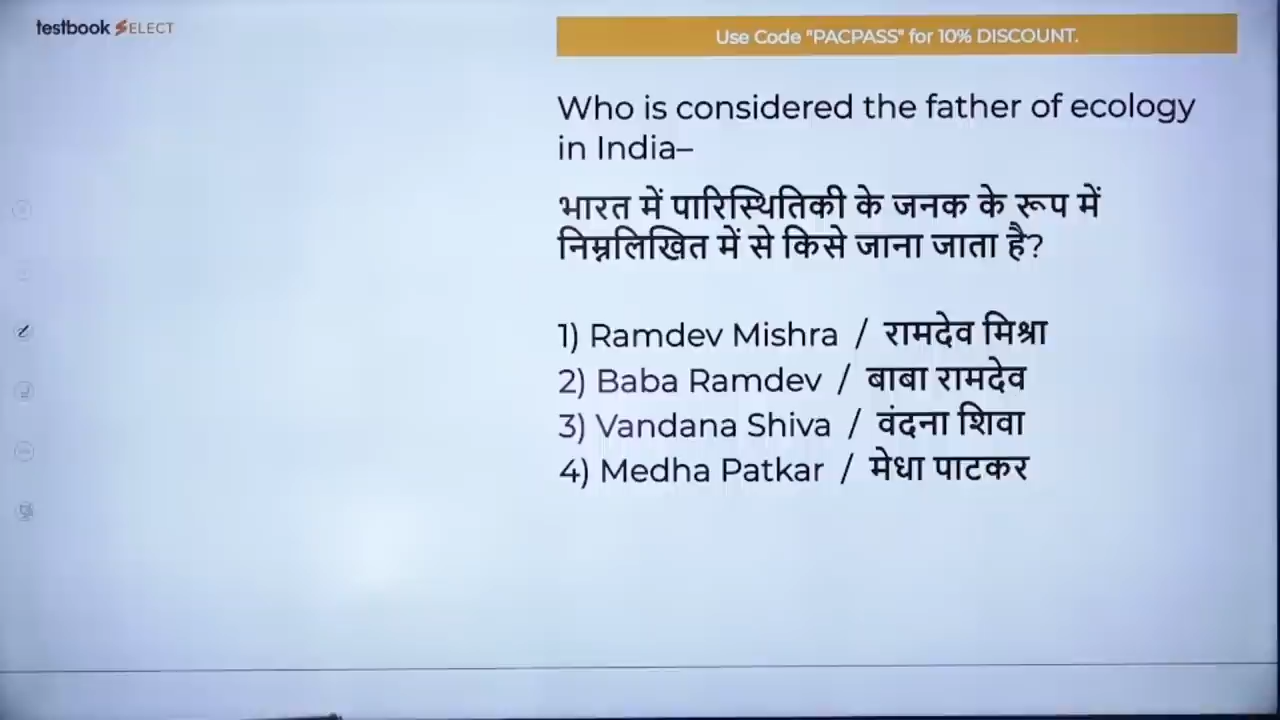 testbook SELECT
Use Code "PACPASS" for 10% DISCOUNT.
Who is considered the father of ecology
in India–
भारत में पारिस्थितिकी के जनक के रूप में
निम्नलिखित में से किसे जाना जाता है?
1) Ramdev Mishra / रामदेव मिश्रा
2) Baba Ramdev / बाबा रामदेव
3) Vandana Shiva / वंदना शिवा
4) Medha Patkar / मेधा पाटकर